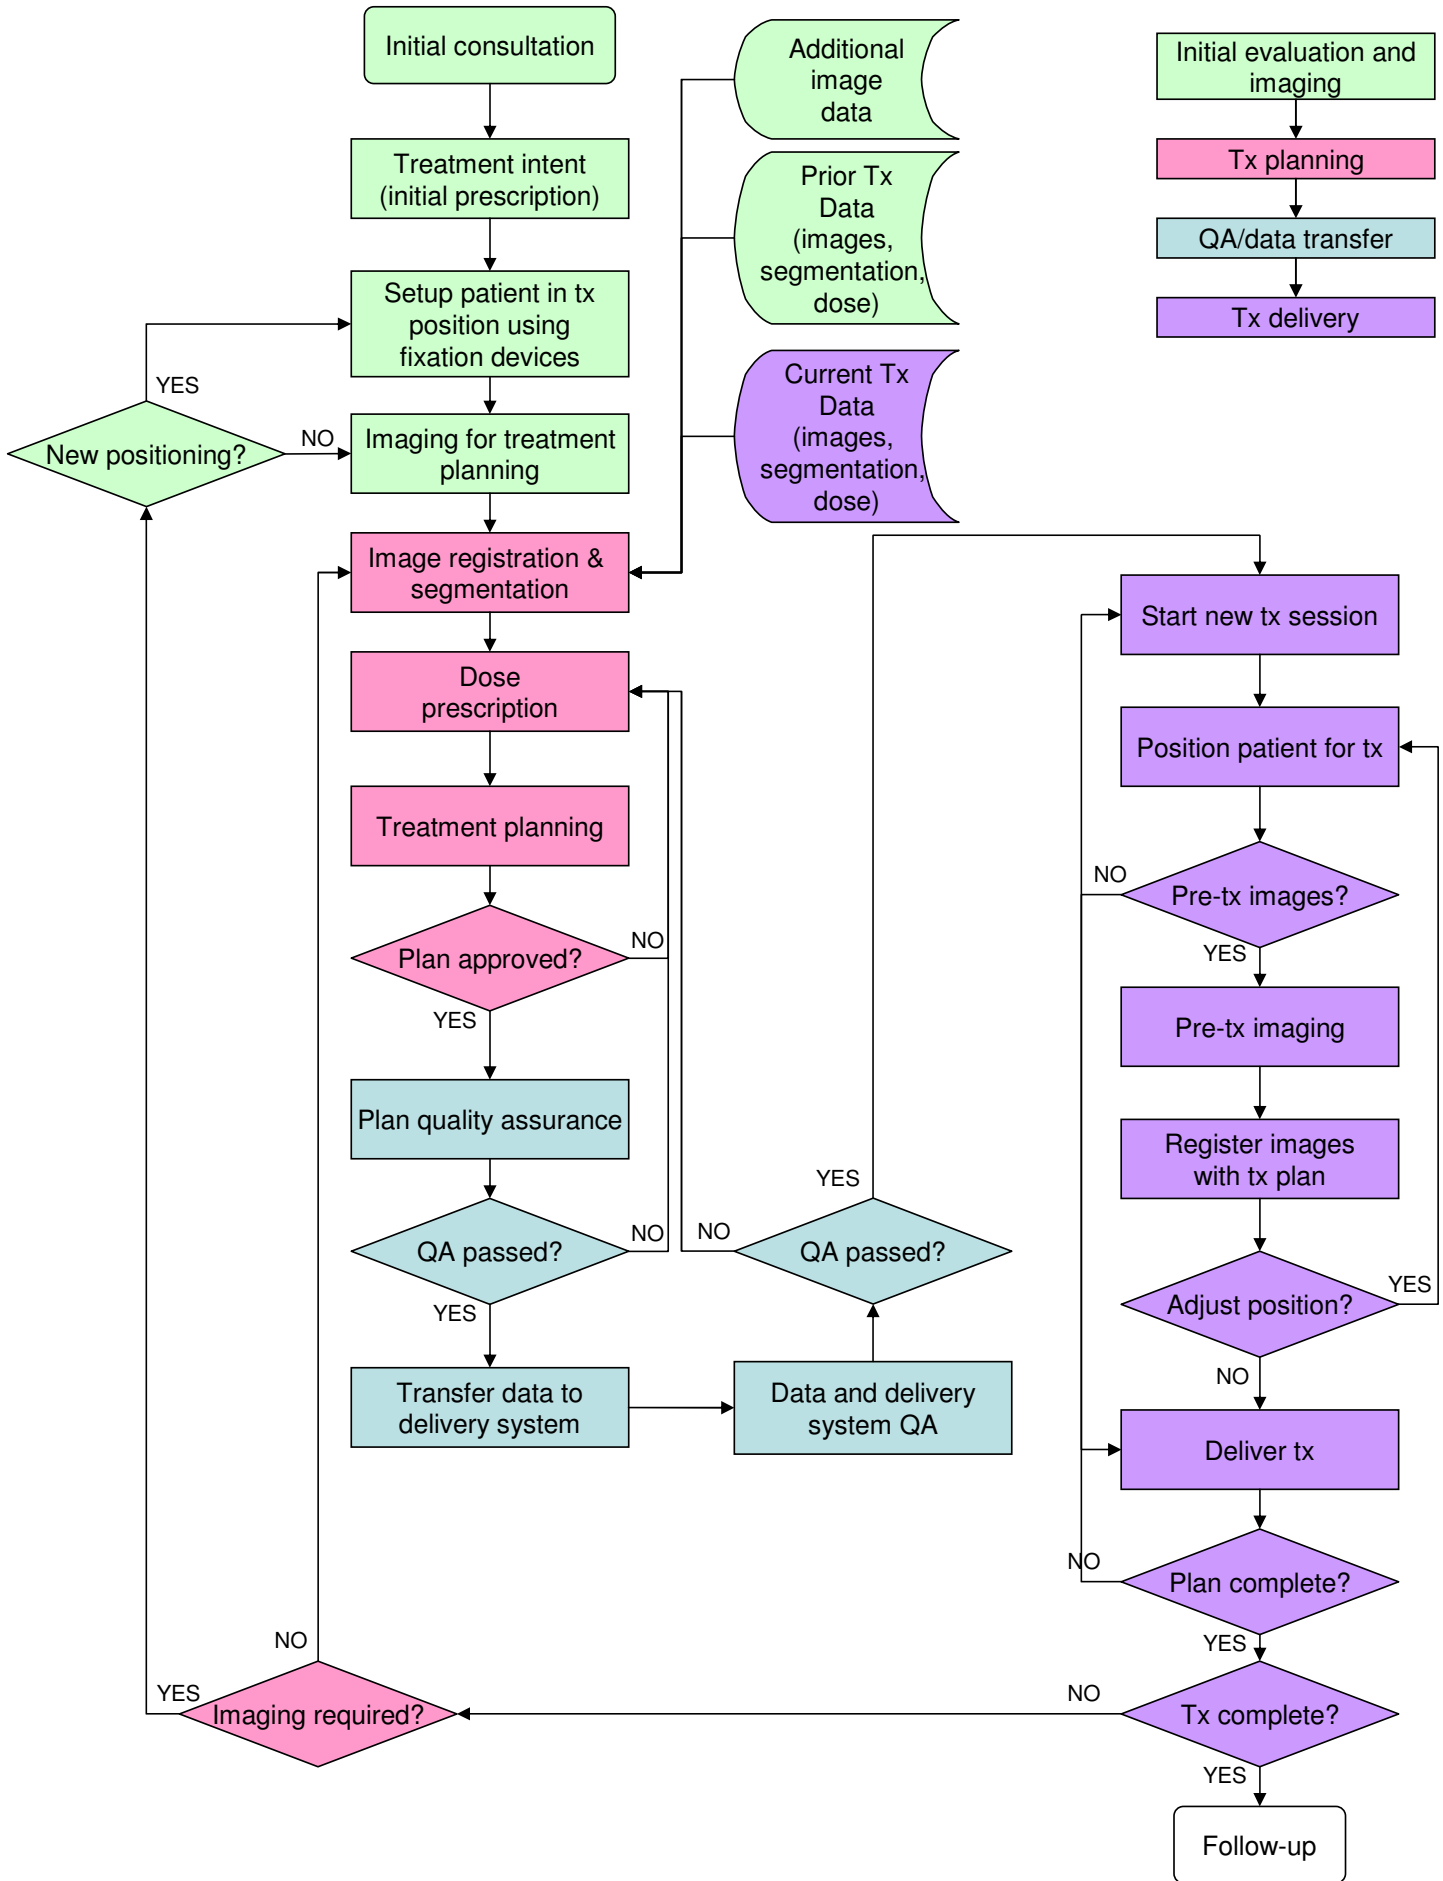 Initial consultation
Treatment intent
(initial prescription)
Setup patient in tx
position using
fixation devices
YES
New positioning?
NO
Imaging for treatment
planning
Image registration &
segmentation
Dose
prescription
Treatment planning
Plan approved?
NO
YES
Plan quality assurance
QA passed?
NO
YES
Transfer data to
delivery system
Data and delivery
system QA
QA passed?
NO
YES
Additional
image
data
Prior Tx
Data
(images,
segmentation,
dose)
Current Tx
Data
(images,
segmentation,
dose)
Initial evaluation and
imaging
Tx planning
QA/data transfer
Tx delivery
Start new tx session
Position patient for tx
Pre-tx images?
NO
YES
Pre-tx imaging
Register images
with tx plan
Adjust position?
YES
NO
Deliver tx
Plan complete?
NO
YES
Tx complete?
NO
YES
Imaging required?
NO
YES
Follow-up